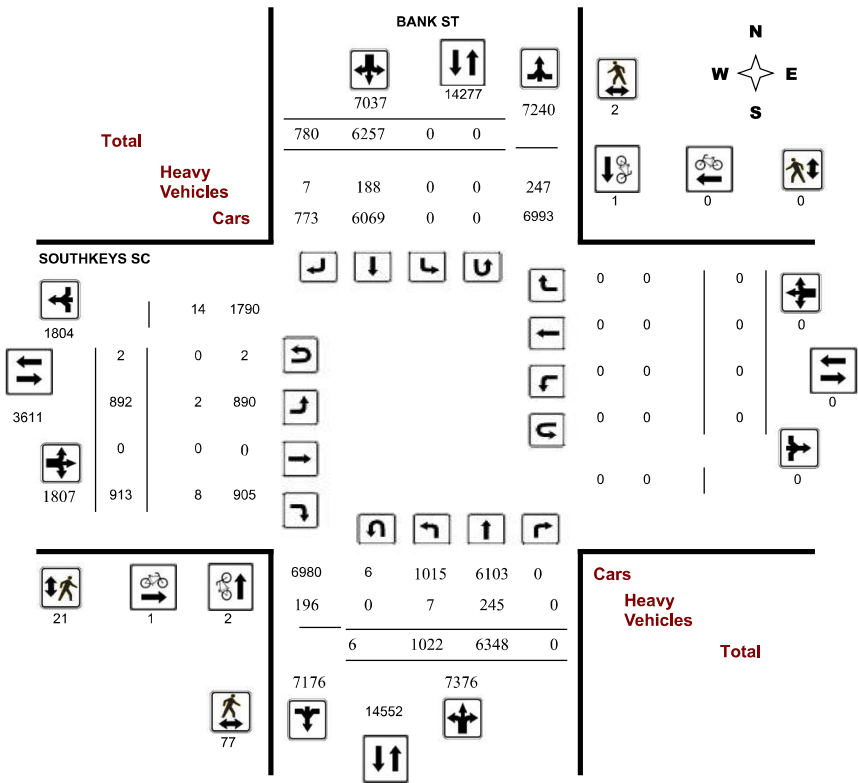 BANK ST
N
W E
S
7037 14277 7240 2
Total 780 6257 0 0
Heavy
Vehicles 7 188 0 0 247
Cars 773 6069 0 0 6993
1 0 0
SOUTHKEYS SC
14 1790
1804
2 0 2
3611
892 2 890
0 0 0
1807
913 8 905
0 0 0
0
0 0 0
0 0 0
0
0 0 0
0 0
0
21 1 2
77
6980 6 1015 6103 0 Cars
196 0 7 245 0 Heavy
Vehicles
6 1022 6348 0 Total
7176 14552 7376